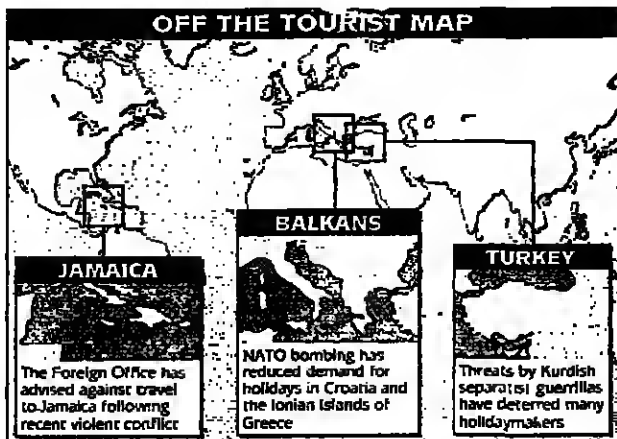 OFF THE TOURIST MAP
JAMAICA
The Foreign Office has
advised against travel
to Jamaica following
recent violent conflict
BALKANS
NATO bombing has
reduced demand for
holidays in Croatia and
the Ionian Islands of
Greece
TURKEY
Threats by Kurdish
separatist guerrillas
have deterred many
holidaymakers